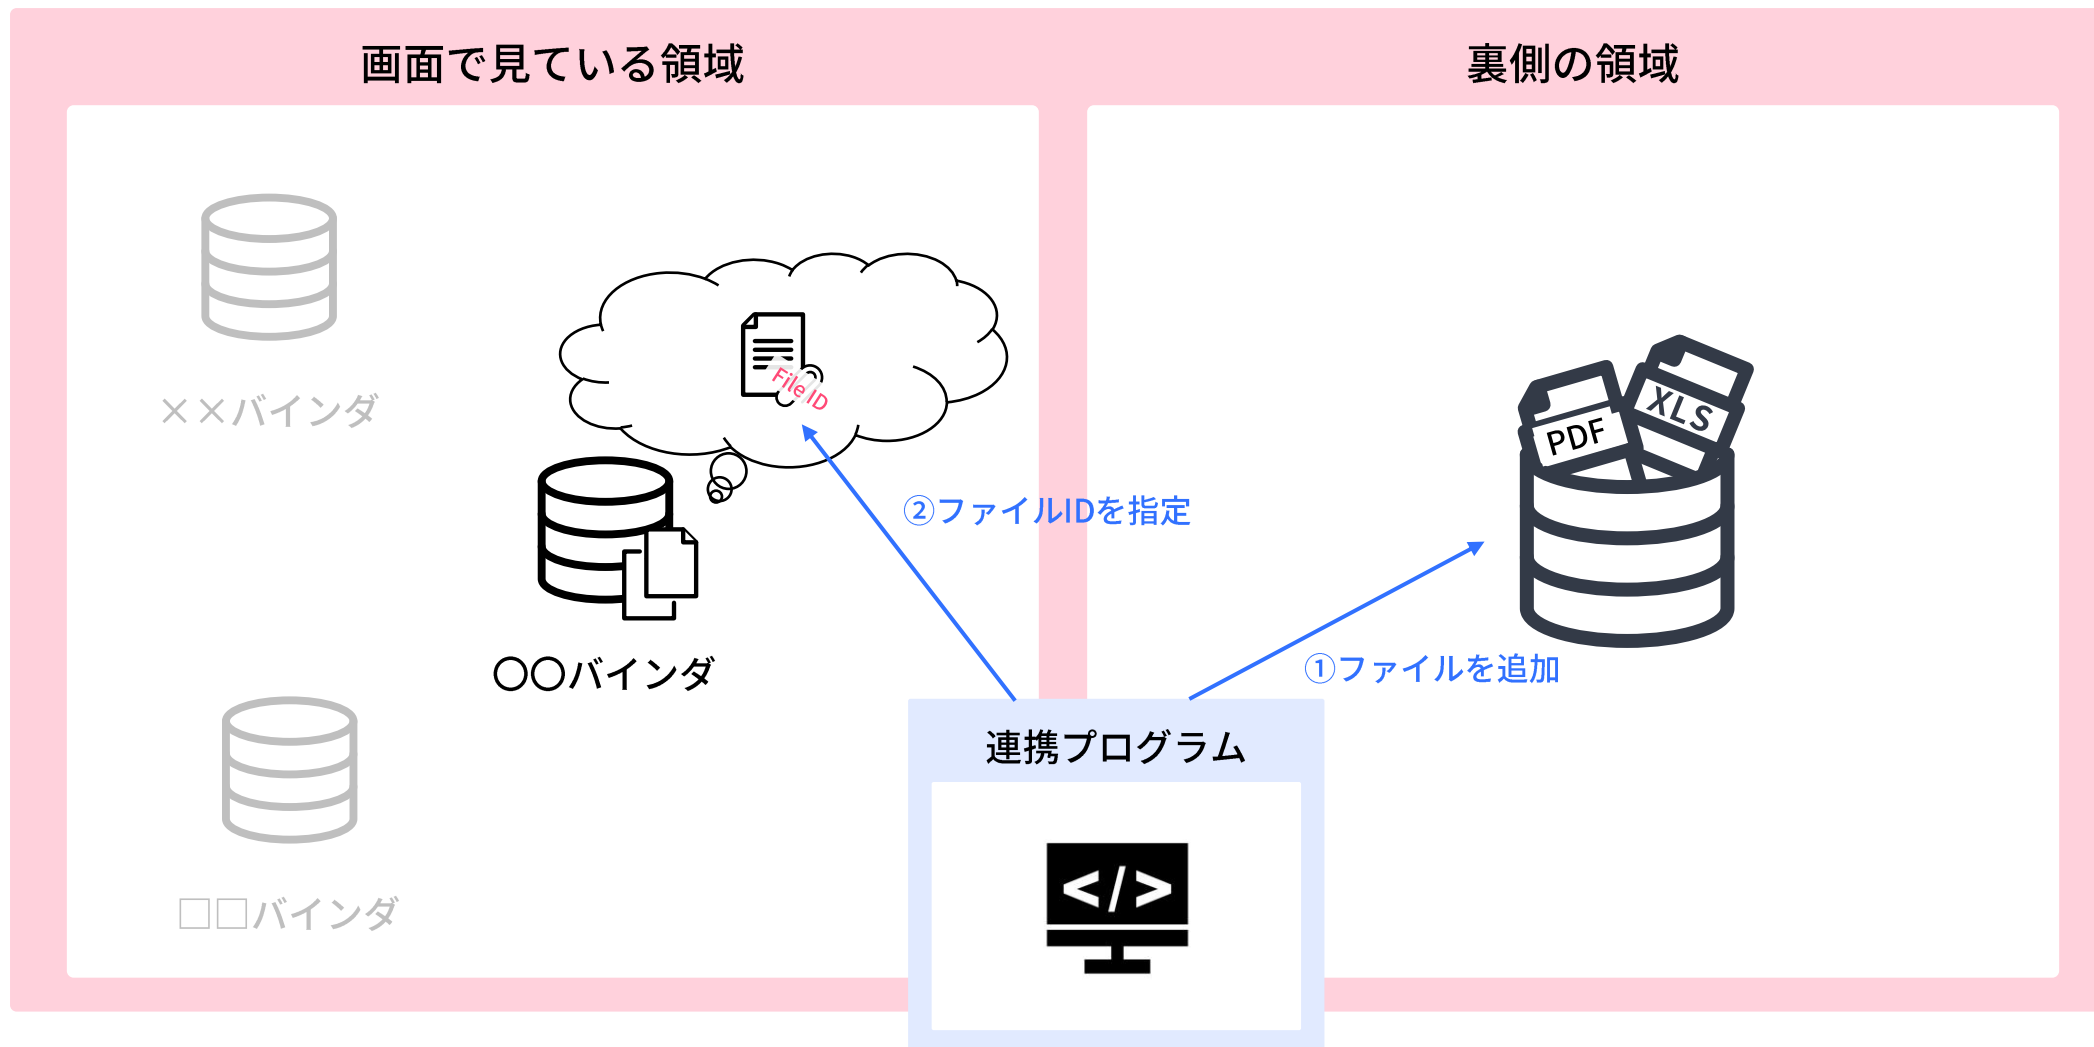 画面で見ている領域
裏側の領域
××バインダ
File ID
PDF
XLS
②ファイルIDを指定
〇〇バインダ
①ファイルを追加
連携プログラム
</>
□□バインダ